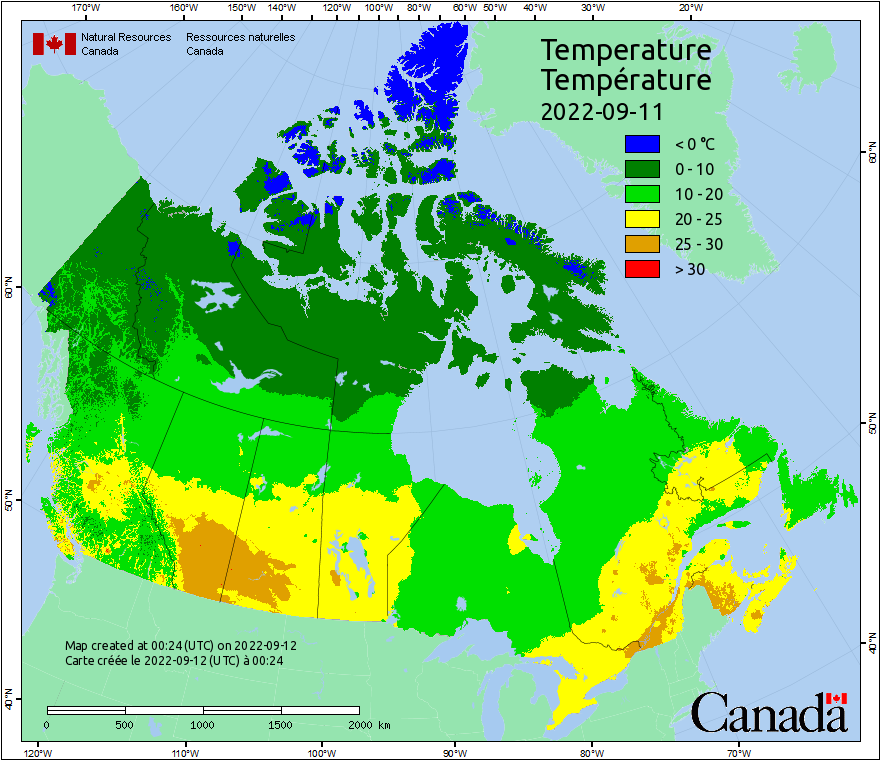 170°W 160°W 150°W 140°W 130°W 120°W 110°W 100°W 90°W 80°W 70°W 60°W 50°W 40°W 30°W 20°W
Natural Resources Ressources naturelles
Canada Canada
Temperature
Température
2022-09-11
< 0 °C
0 - 10
10 - 20
20 - 25
25 - 30
> 30
60°N
60°N
50°N
50°N
40°N
40°N
Map created at 00:24 (UTC) on 2022-09-12
Carte créée le 2022-09-12 (UTC) à 00:24
0 500 1000 1500 2000 km
Canada
120°W 110°W 100°W 90°W 80°W 70°W